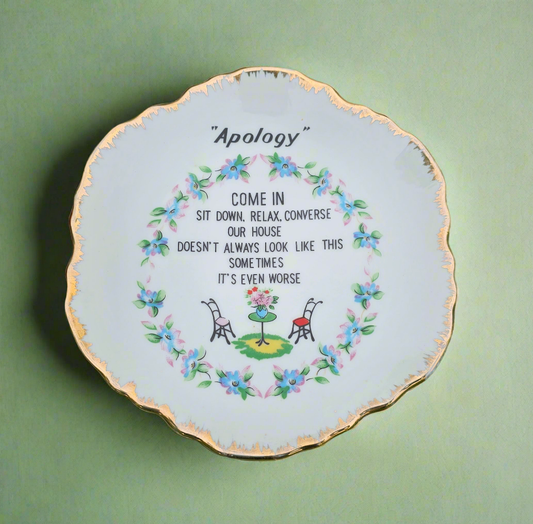 "Apology"
COME IN
SIT DOWN, RELAX, CONVERSE
OUR HOUSE
DOESN'T ALWAYS LOOK LIKE THIS
SOMETIMES
IT'S EVEN WORSE